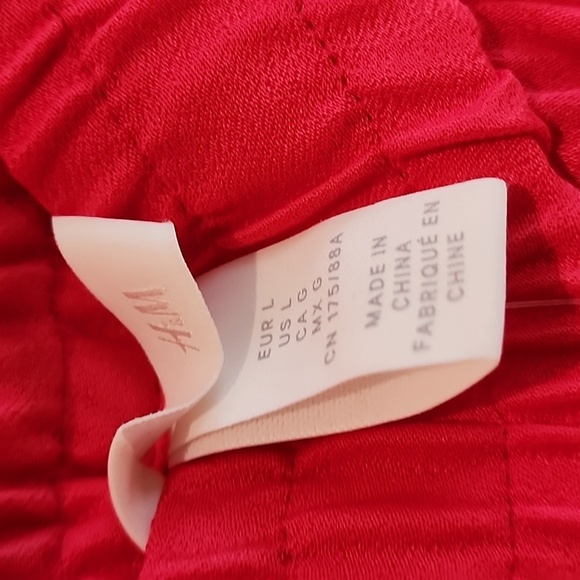 H&M
EUR L
US L
CA G
MX G
CN 175/88A
MADE IN
CHINA
FABRIQUÉ EN
CHINE